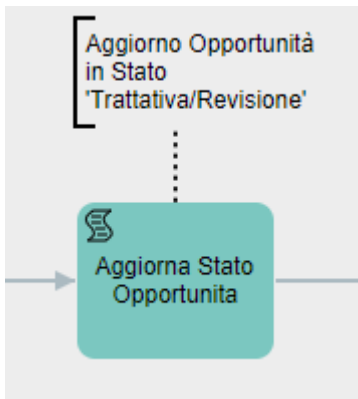 Aggiorno Opportunità
in Stato
'Trattativa/Revisione'
Aggiorna Stato
Opportunita